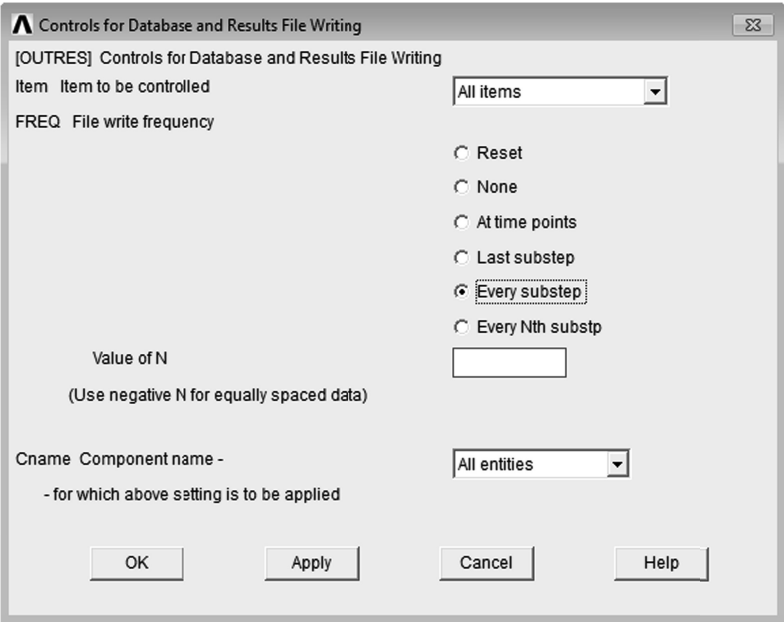 Controls for Database and Results File Writing
[OUTRES] Controls for Database and Results File Writing
Item Item to be controlled
All items
FREQ File write frequency
Reset
None
At time points
Last substep
Every substep
Every Nth substp
Value of N
(Use negative N for equally spaced data)
Cname Component name -
All entities
- for which above setting is to be applied
OK Apply Cancel Help